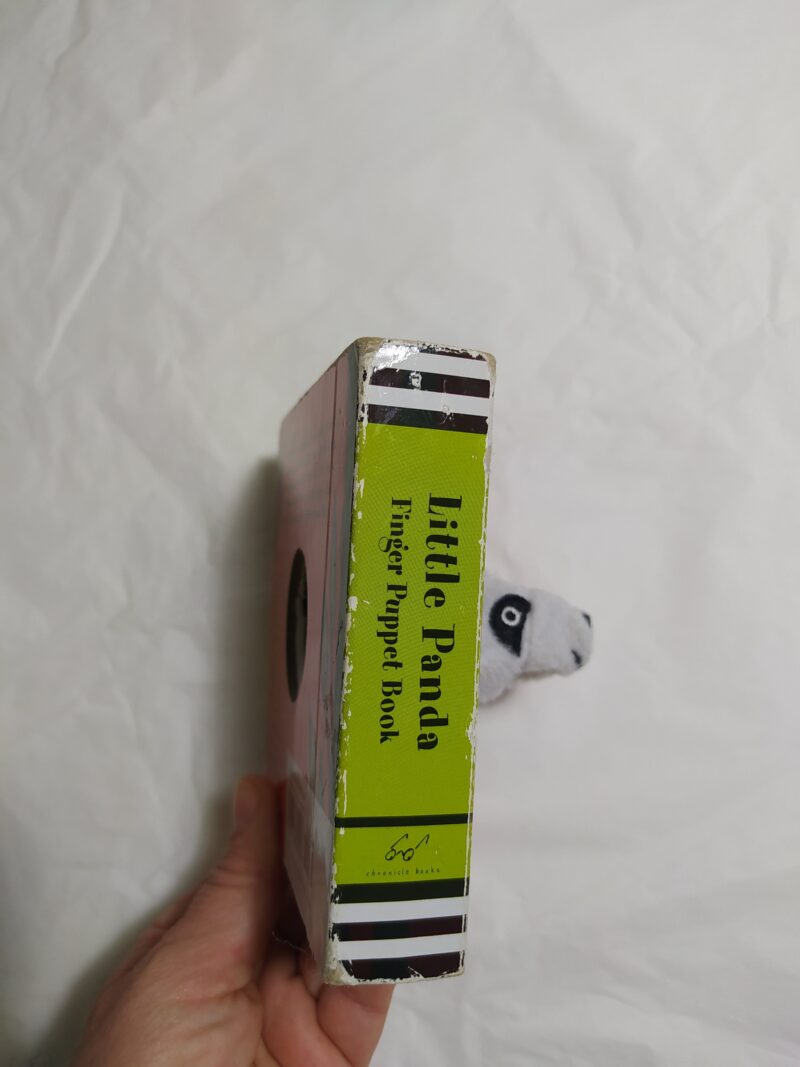 Little Panda
Finger Puppet Book
chronicle books